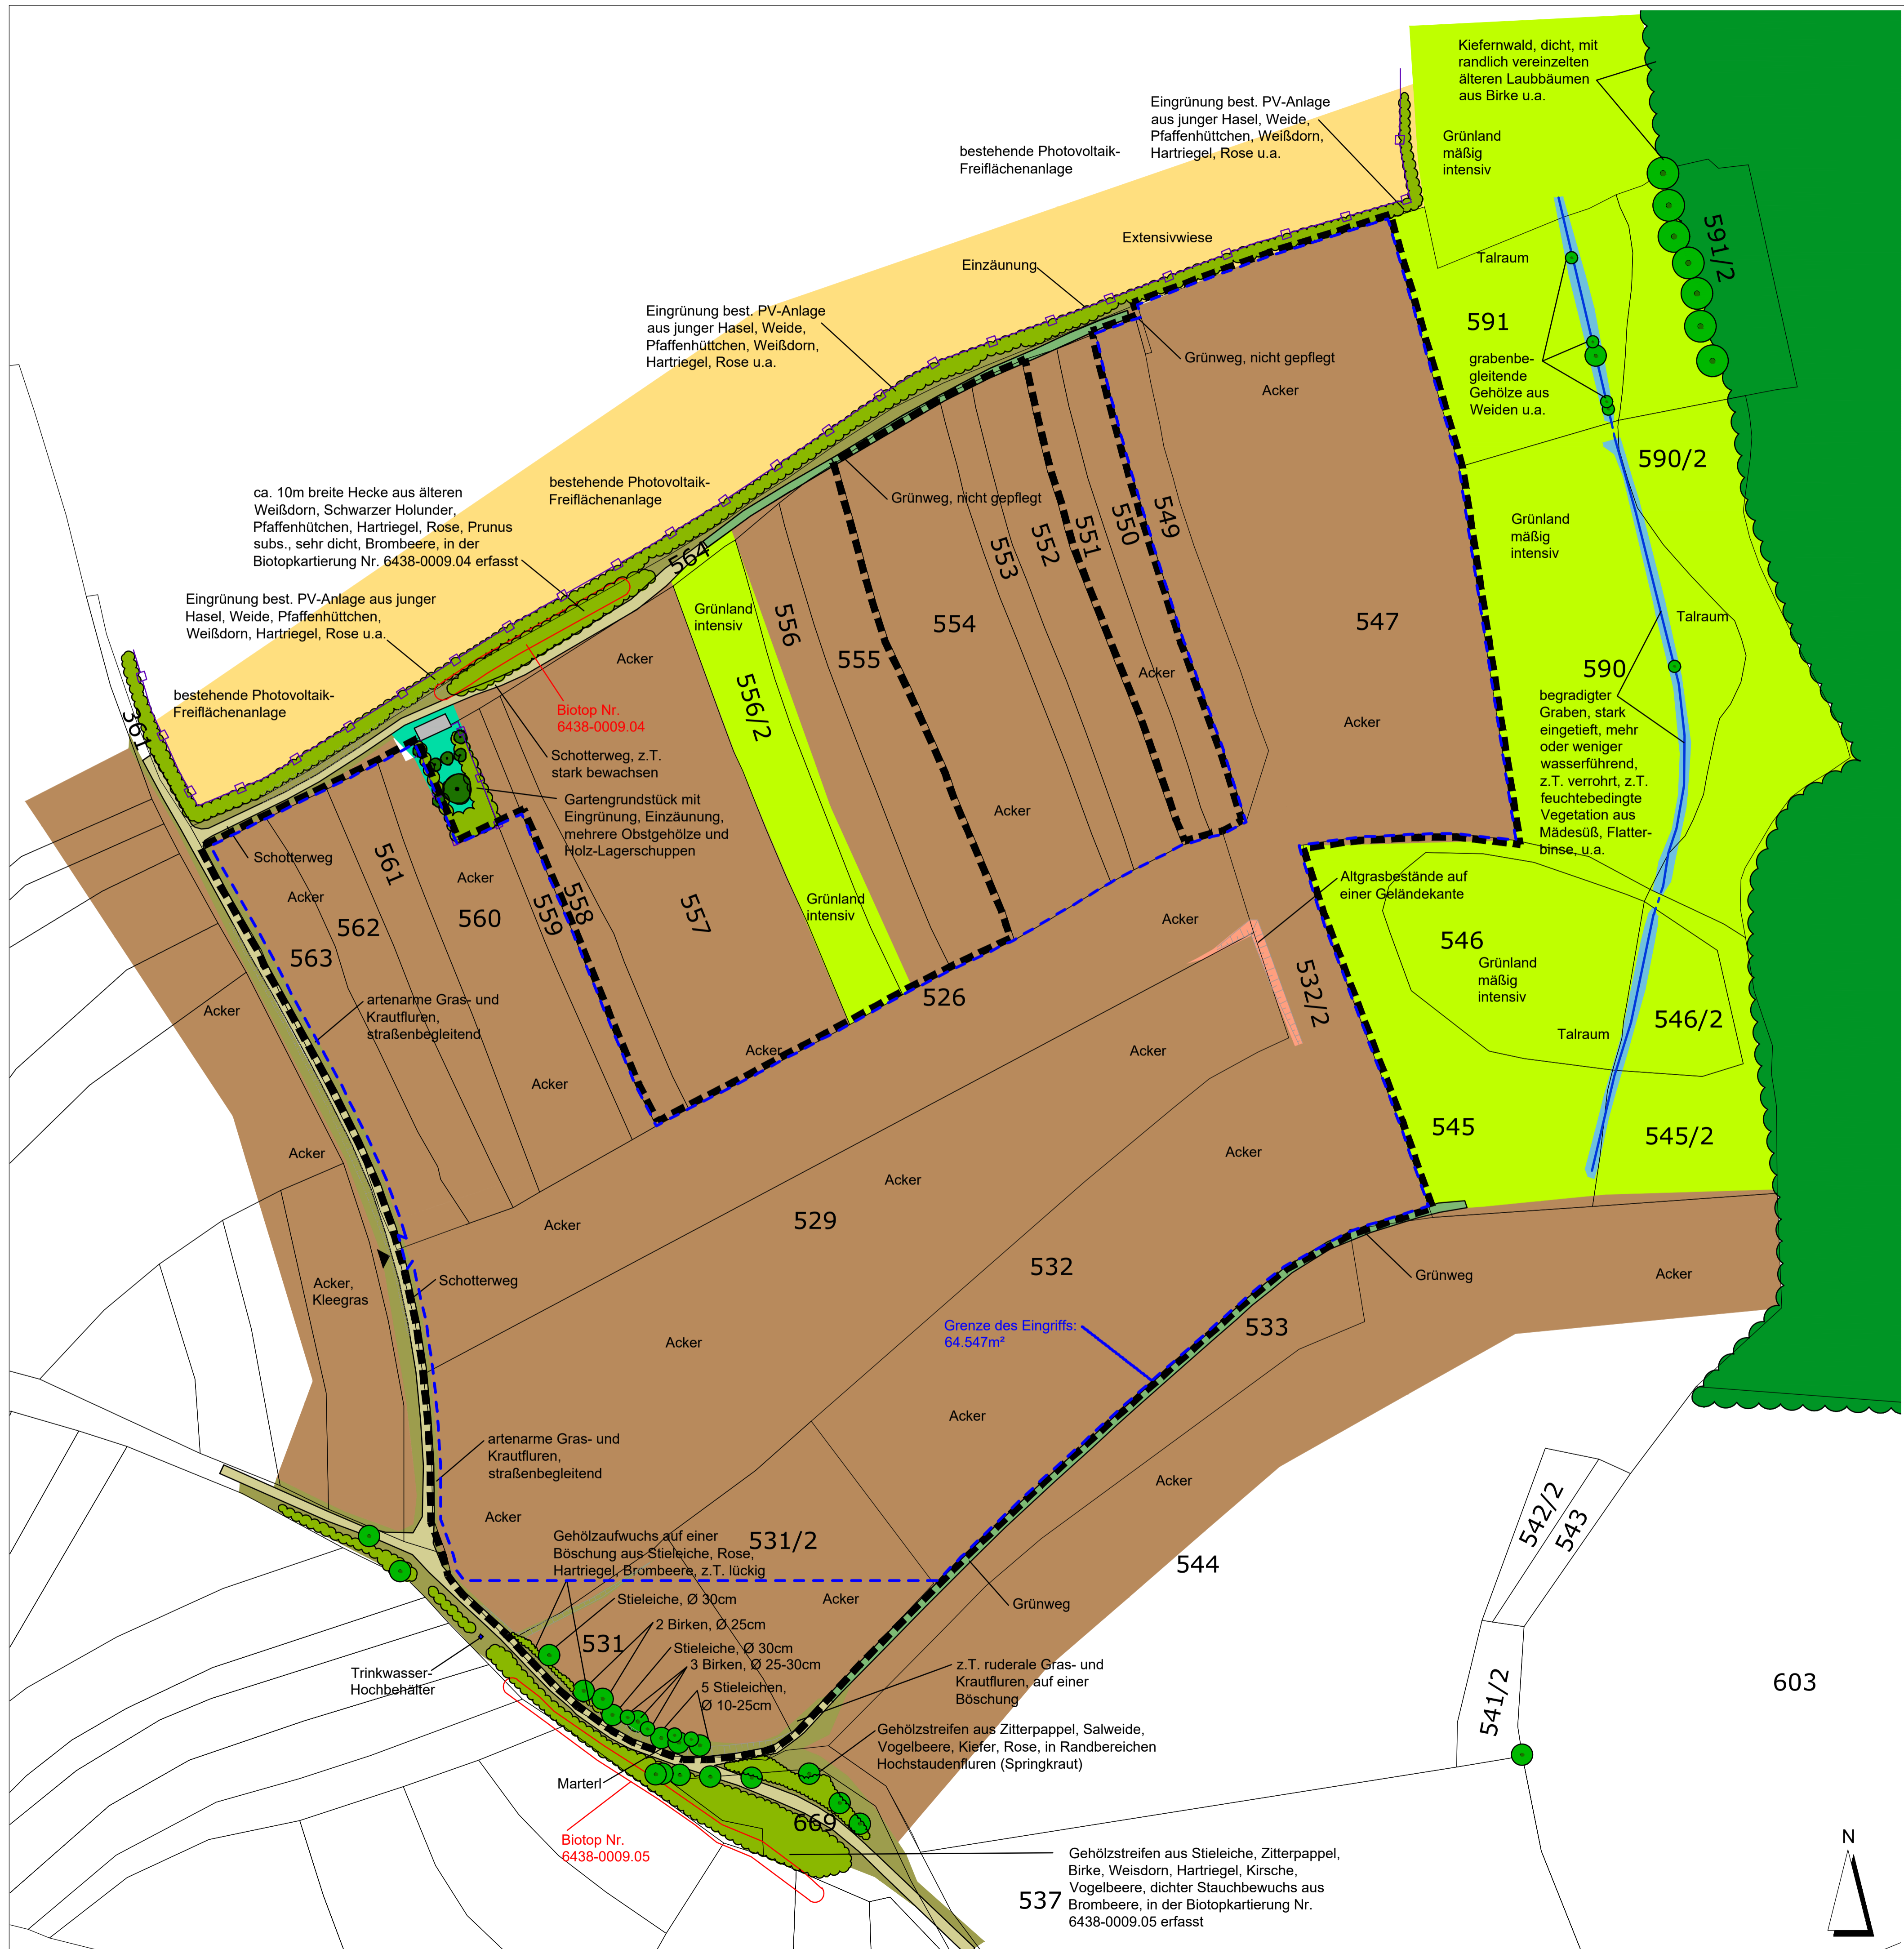 Kiefernwald, dicht, mit
randlich vereinzelten
älteren Laubbäumen
aus Birke u.a.
Eingrünung best. PV-Anlage
aus junger Hasel, Weide,
Pfaffenhüttchen, Weißdorn,
Hartriegel, Rose u.a.
Grünland
mäßig
intensiv
bestehende Photovoltaik-
Freiflächenanlage
591/2
Extensivwiese
Talraum
Einzäunung
Eingrünung best. PV-Anlage
aus junger Hasel, Weide,
Pfaffenhüttchen, Weißdorn,
Hartriegel, Rose u.a.
591
Grünweg, nicht gepflegt
grabenbe-
gleitende
Gehölze aus
Weiden u.a.
Acker
590/2
bestehende Photovoltaik-
Freiflächenanlage
ca. 10m breite Hecke aus älteren
Weißdorn, Schwarzer Holunder,
Pfaffenhütchen, Hartriegel, Rose, Prunus
subs., sehr dicht, Brombeere, in der
Biotopkartierung Nr. 6438-0009.04 erfasst
Grünweg, nicht gepflegt
549
550
551
552
553
Grünland
mäßig
intensiv
564
Eingrünung best. PV-Anlage aus junger
Hasel, Weide, Pfaffenhüttchen,
Weißdorn, Hartriegel, Rose u.a.
Grünland
intensiv
556
554
547
Talraum
555
Acker
Acker
590
bestehende Photovoltaik-
Freiflächenanlage
556/2
361
Biotop Nr.
6438-0009.04
Acker
begradigter
Graben, stark
eingetieft, mehr
oder weniger
wasserführend,
z.T. verrohrt, z.T.
feuchtebedingte
Vegetation aus
Mädesüß, Flatter-
binse, u.a.
Schotterweg, z.T.
stark bewachsen
Gartengrundstück mit
Eingrünung, Einzäunung,
mehrere Obstgehölze und
Holz-Lagerschuppen
Acker
Schotterweg
561
Acker
Acker
Altgrasbestände auf
einer Geländekante
562
560
559
558
557
Grünland
intensiv
Acker
563
546
Grünland
mäßig
intensiv
532/2
526
artenarme Gras- und
Krautfluren,
straßenbegleitend
Acker
546/2
Talraum
Acker
Acker
Acker
545
545/2
Acker
Acker
Acker
529
Acker
532
Acker,
Kleegras
Schotterweg
Grünweg
Acker
Grenze des Eingriffs:
64.547m²
533
Acker
Acker
artenarme Gras- und
Krautfluren,
straßenbegleitend
Acker
Acker
542/2
543
Gehölzaufwuchs auf einer
Böschung aus Stieleiche, Rose,
Hartriegel, Brombeere, z.T. lückig
531/2
544
Stieleiche, Ø 30cm
Acker
Grünweg
2 Birken, Ø 25cm
531
Stieleiche, Ø 30cm
3 Birken, Ø 25-30cm
5 Stieleichen,
Ø 10-25cm
Trinkwasser-
Hochbehälter
z.T. ruderale Gras- und
Krautfluren, auf einer
Böschung
541/2
603
Gehölzstreifen aus Zitterpappel, Salweide,
Vogelbeere, Kiefer, Rose, in Randbereichen
Hochstaudenfluren (Springkraut)
Marterl
669
Biotop Nr.
6438-0009.05
N
537
Gehölzstreifen aus Stieleiche, Zitterpappel,
Birke, Weisdorn, Hartriegel, Kirsche,
Vogelbeere, dichter Stauchbewuchs aus
Brombeere, in der Biotopkartierung Nr.
6438-0009.05 erfasst